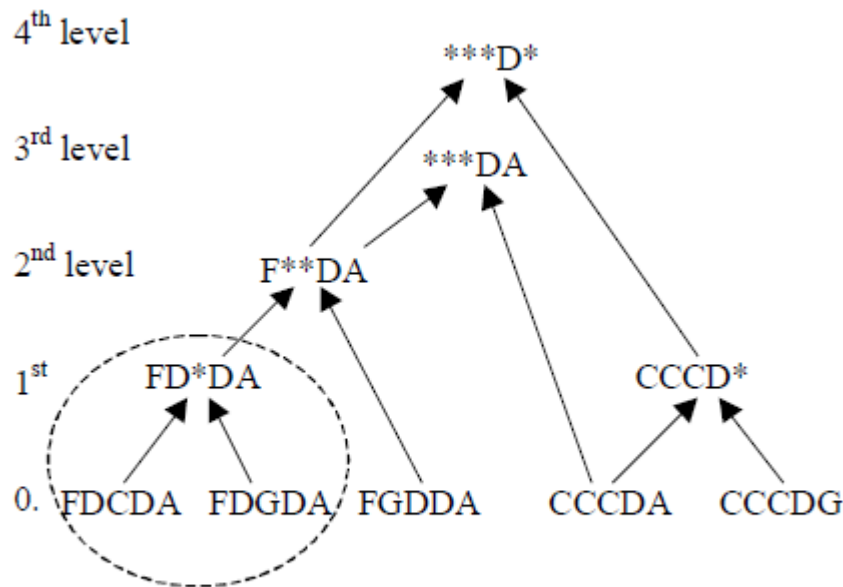 4th level
***D*
3rd level
***DA
2nd level
F**DA
1st
FD*DA
CCCD*
0.
FDCDA
FDGDA
FGDDA
CCCDA
CCCDG